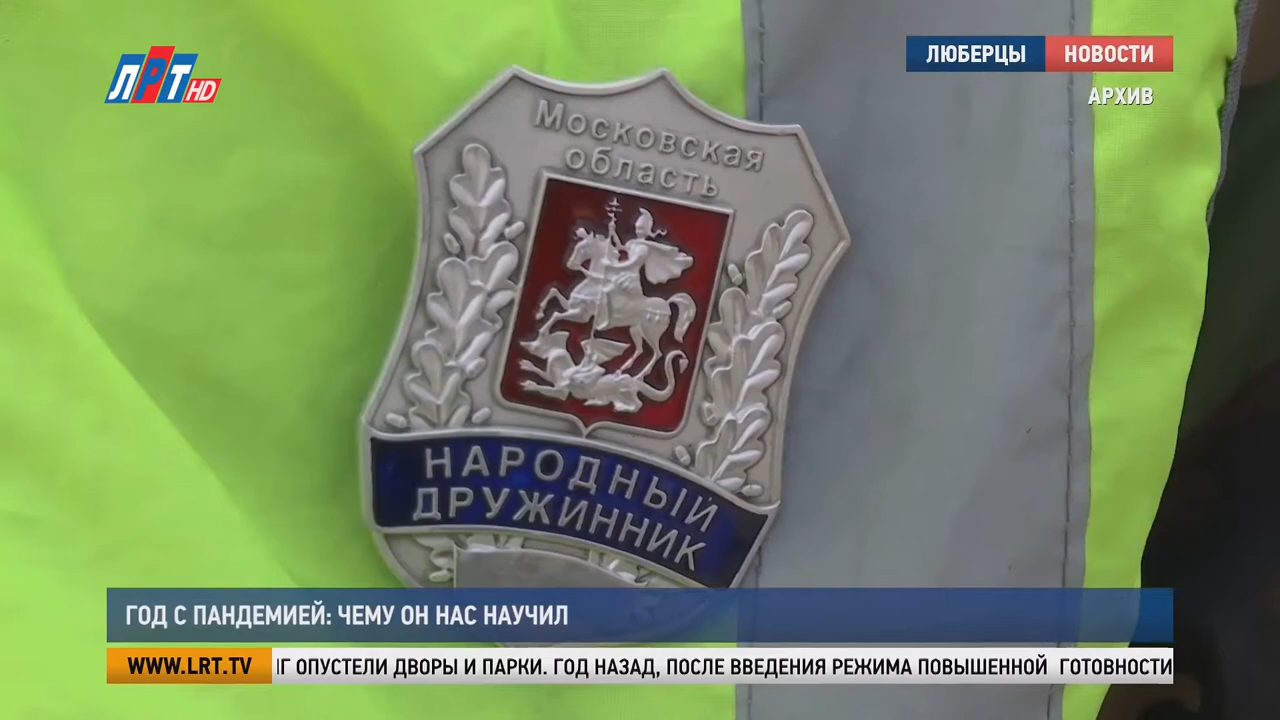 ЛРТ HD
ЛЮБЕРЦЫ НОВОСТИ
АРХИВ
Московская
область
НАРОДНЫЙ
ДРУЖИННИК
ГОД С ПАНДЕМИЕЙ: ЧЕМУ ОН НАС НАУЧИЛ
WWW.LRT.TV ОПУСТЕЛИ ДВОРЫ И ПАРКИ. ГОД НАЗАД, ПОСЛЕ ВВЕДЕНИЯ РЕЖИМА ПОВЫШЕННОЙ ГОТОВНОСТИ